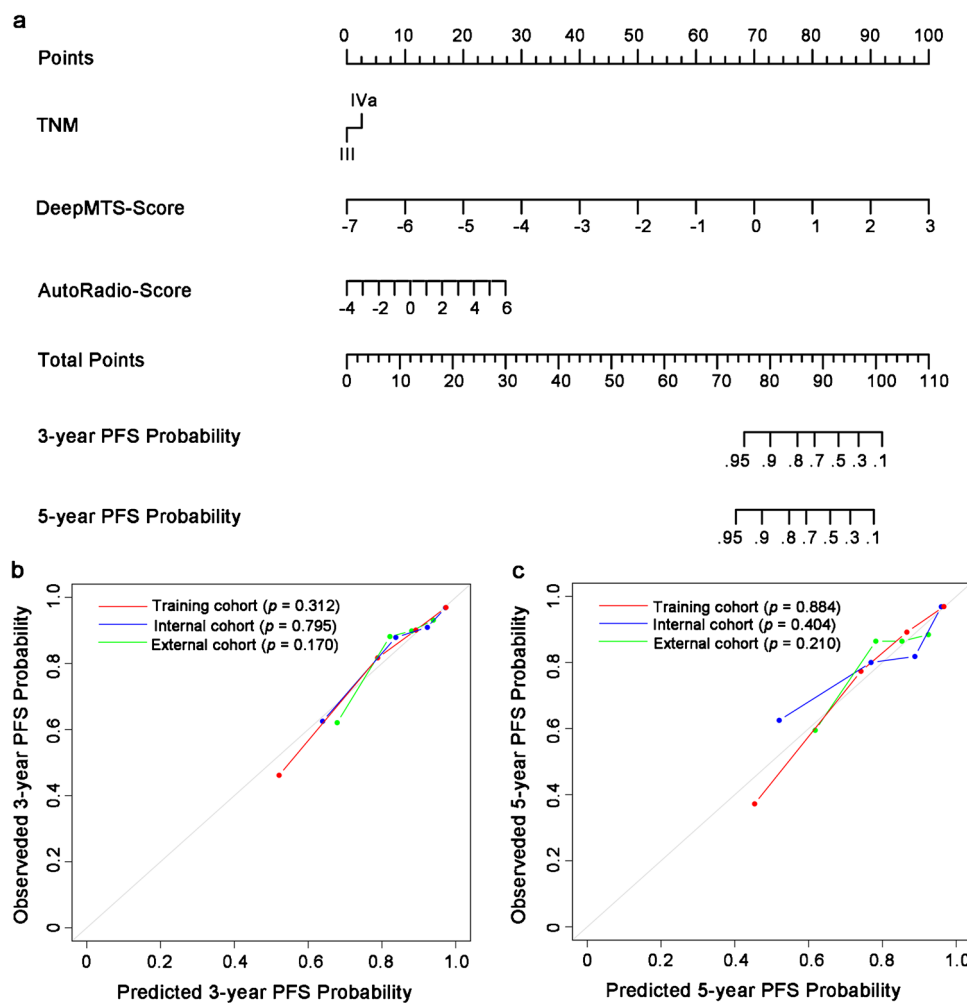 a
Points 0 10 20 30 40 50 60 70 80 90 100
IVa
TNM
III
DeepMTS-Score
-7 -6 -5 -4 -3 -2 -1 0 1 2 3
AutoRadio-Score
-4 -2 0 2 4 6
Total Points
0 10 20 30 40 50 60 70 80 90 100 110
3-year PFS Probability
.95 .9 .8 .7 .5 .3 .1
5-year PFS Probability
.95 .9 .8 .7 .5 .3 .1
b
Training cohort (p = 0.312)
Internal cohort (p = 0.795)
External cohort (p = 0.170)
Observeded 3-year PFS Probability
1.0
0.8
0.6
0.4
0.2
0
0 0.2 0.4 0.6 0.8 1.0
Predicted 3-year PFS Probability
c
Training cohort (p = 0.884)
Internal cohort (p = 0.404)
External cohort (p = 0.210)
Observeded 5-year PFS Probability
1.0
0.8
0.6
0.4
0.2
0
0 0.2 0.4 0.6 0.8 1.0
Predicted 5-year PFS Probability